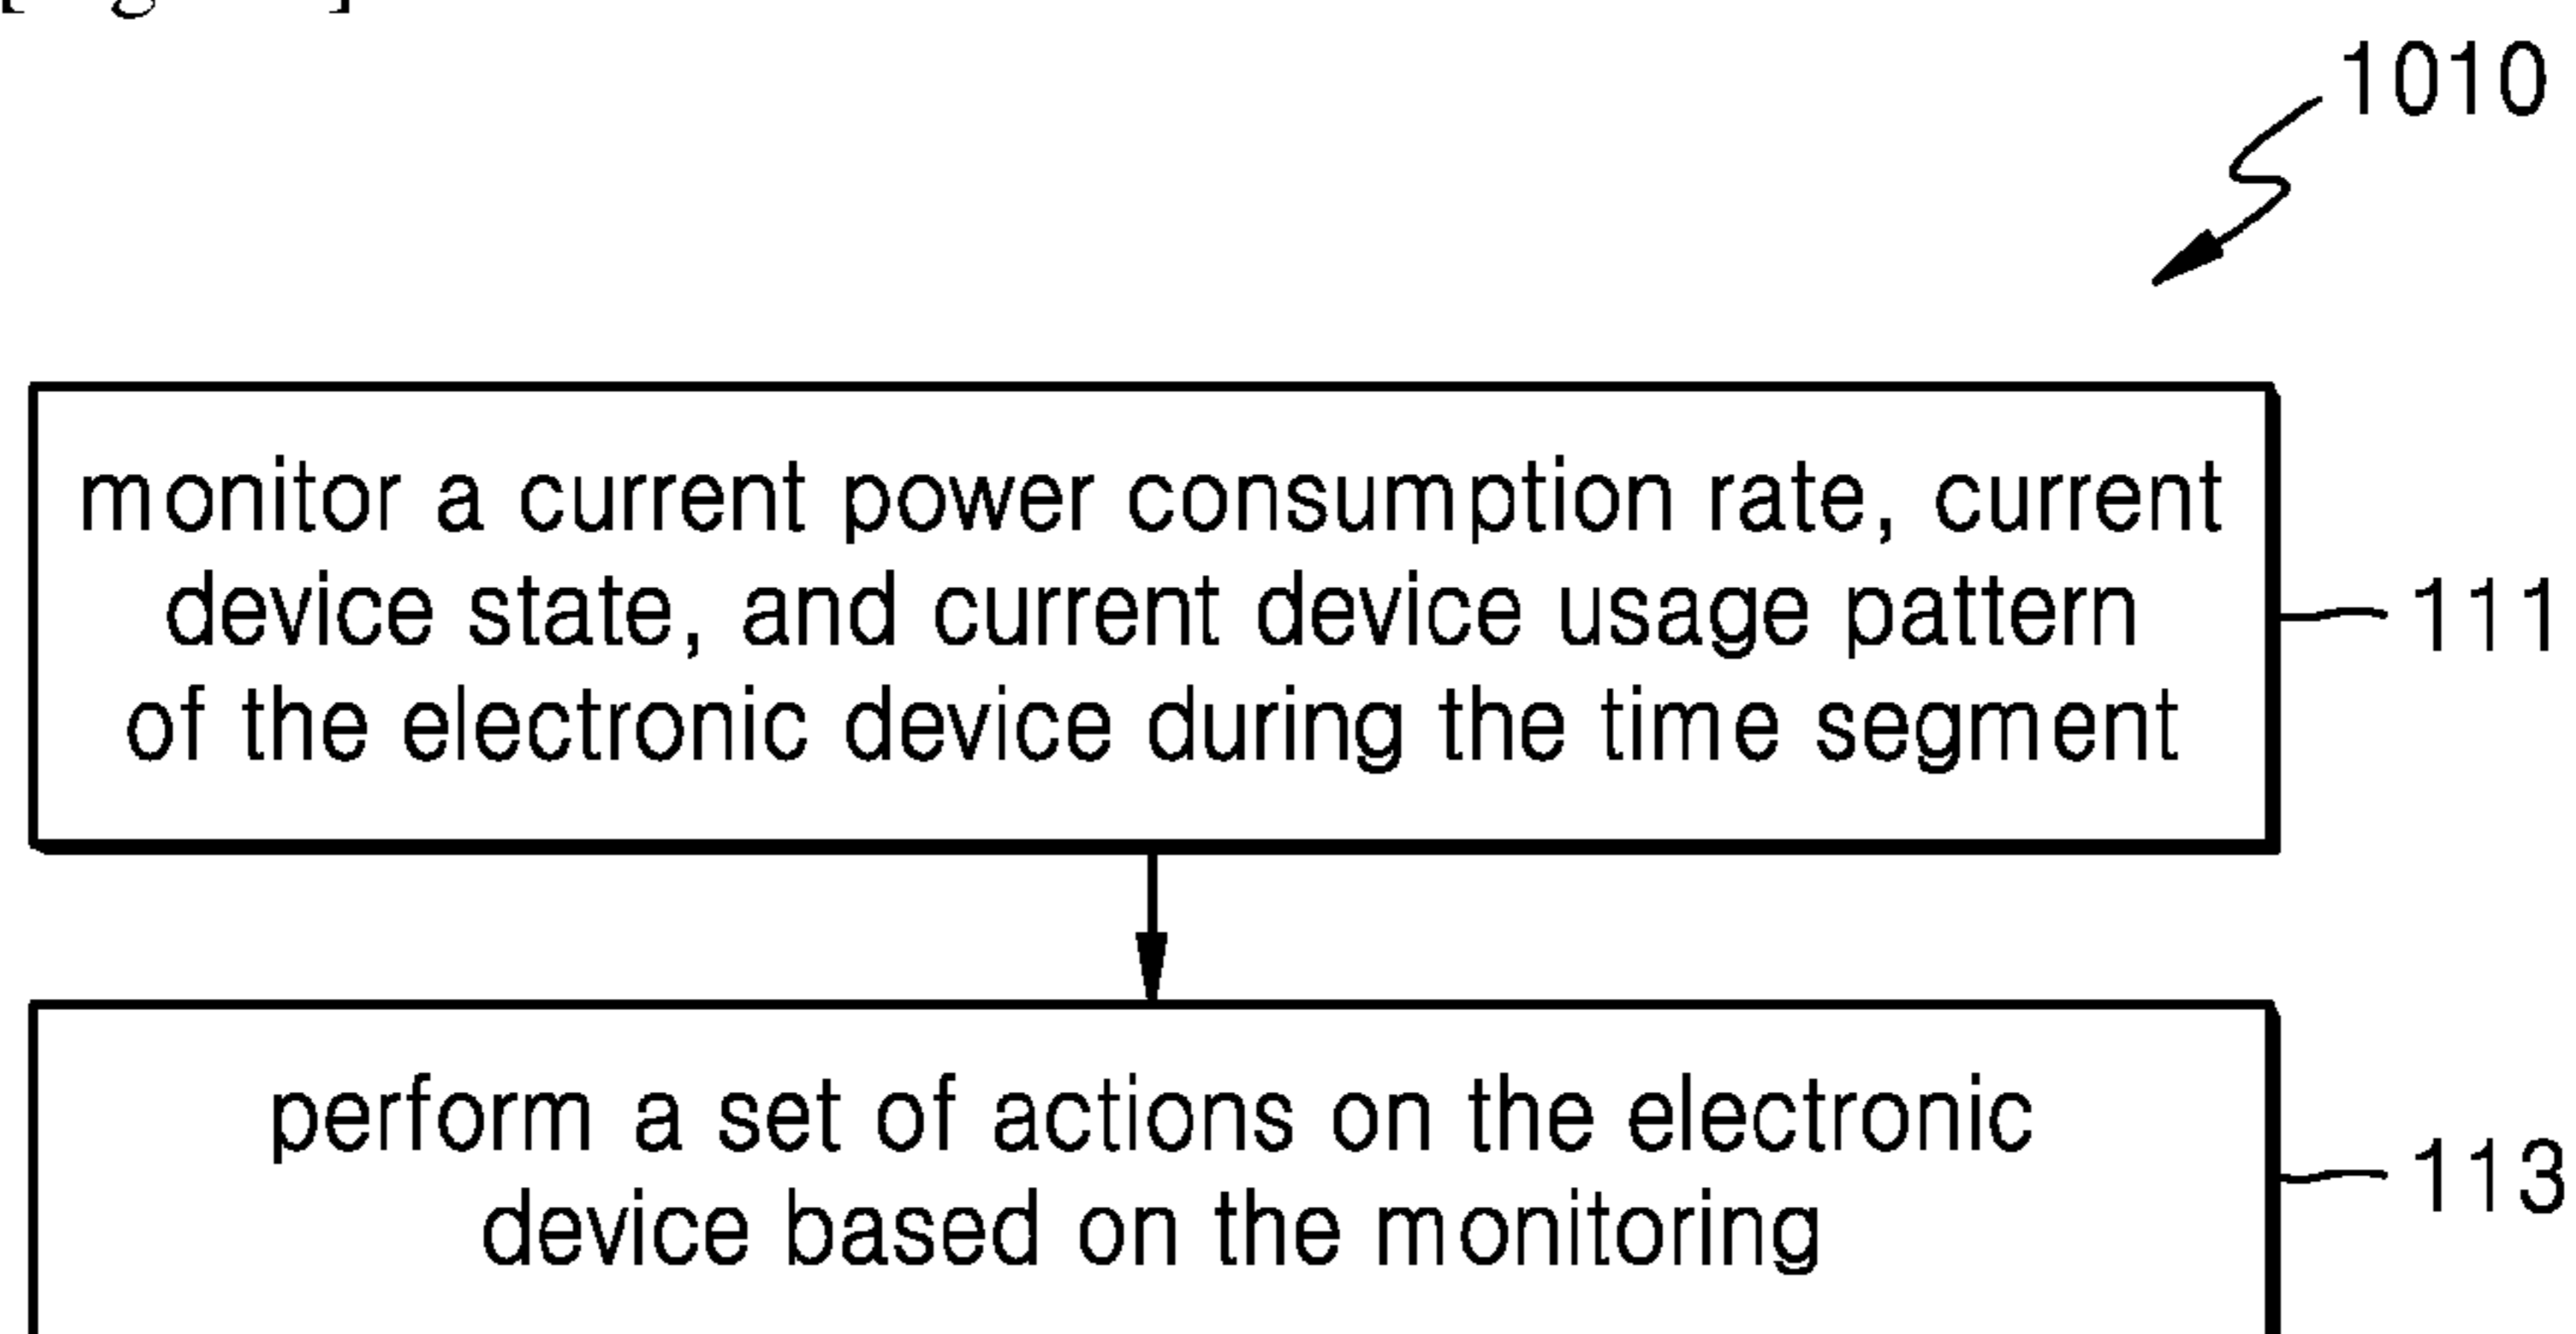 1010
monitor a current power consumption rate, current
device state, and current device usage pattern
of the electronic device during the time segment
111
perform a set of actions on the electronic
device based on the monitoring
113